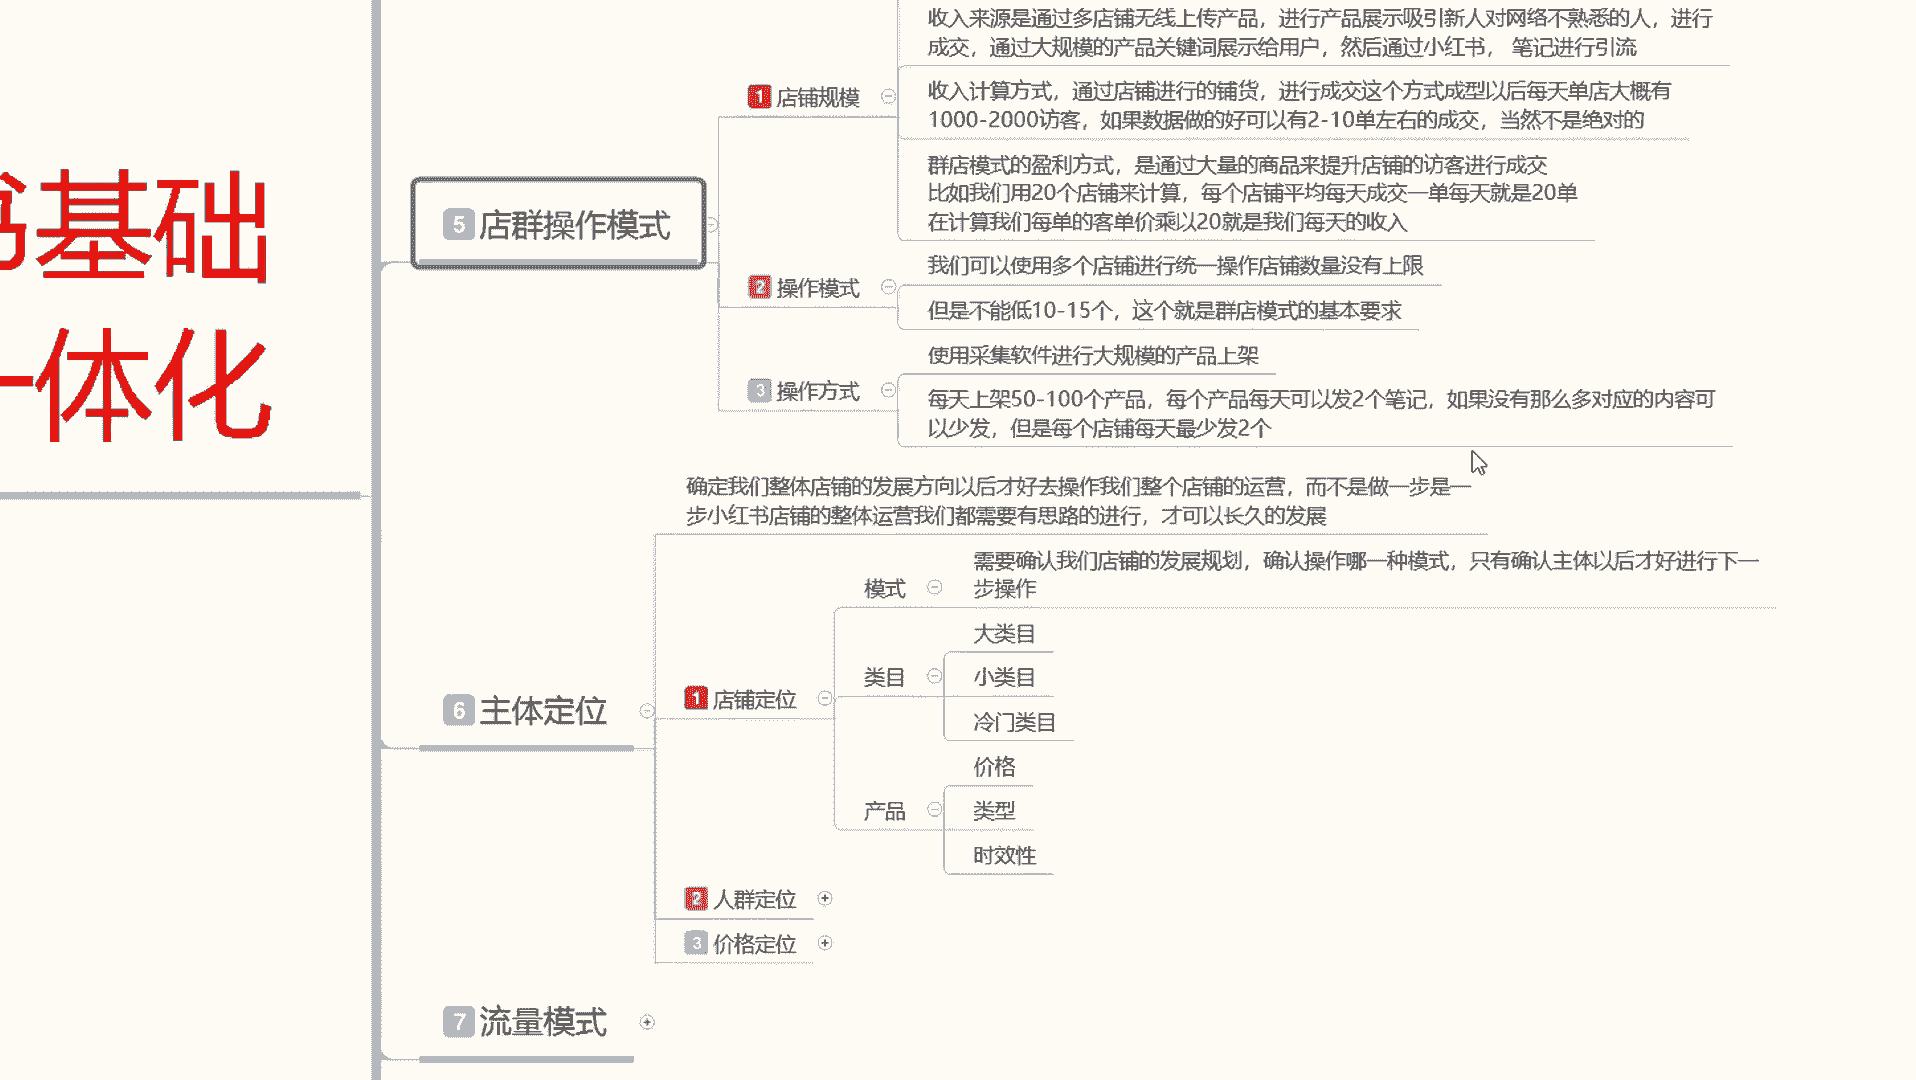 书基础
一体化
5 店群操作模式
1 店铺规模
收入来源是通过多店铺无线上传产品，进行产品展示吸引新人对网络不熟悉的人，进行
成交，通过大规模的产品关键词展示给用户，然后通过小红书， 笔记进行引流
收入计算方式，通过店铺进行的铺货，进行成交这个方式成型以后每天单店大概有
1000-2000访客，如果数据做的好可以有2-10单左右的成交，当然不是绝对的
群店模式的盈利方式，是通过大量的商品来提升店铺的访客进行成交
比如我们用20个店铺来计算，每个店铺平均每天成交一单每天就是20单
在计算我们每单的客单价乘以20就是我们每天的收入
2 操作模式
我们可以使用多个店铺进行统一操作店铺数量没有上限
但是不能低10-15个，这个就是群店模式的基本要求
3 操作方式
使用采集软件进行大规模的产品上架
每天上架50-100个产品，每个产品每天可以发2个笔记，如果没有那么多对应的内容可
以少发，但是每个店铺每天最少发2个
6 主体定位
确定我们整体店铺的发展方向以后才好去操作我们整个店铺的运营，而不是做一步是一
步小红书店铺的整体运营我们都需要有思路的进行，才可以长久的发展
1 店铺定位
模式
需要确认我们店铺的发展规划，确认操作哪一种模式，只有确认主体以后才好进行下一
步操作
类目
大类目
小类目
冷门类目
产品
价格
类型
时效性
2 人群定位
3 价格定位
7 流量模式